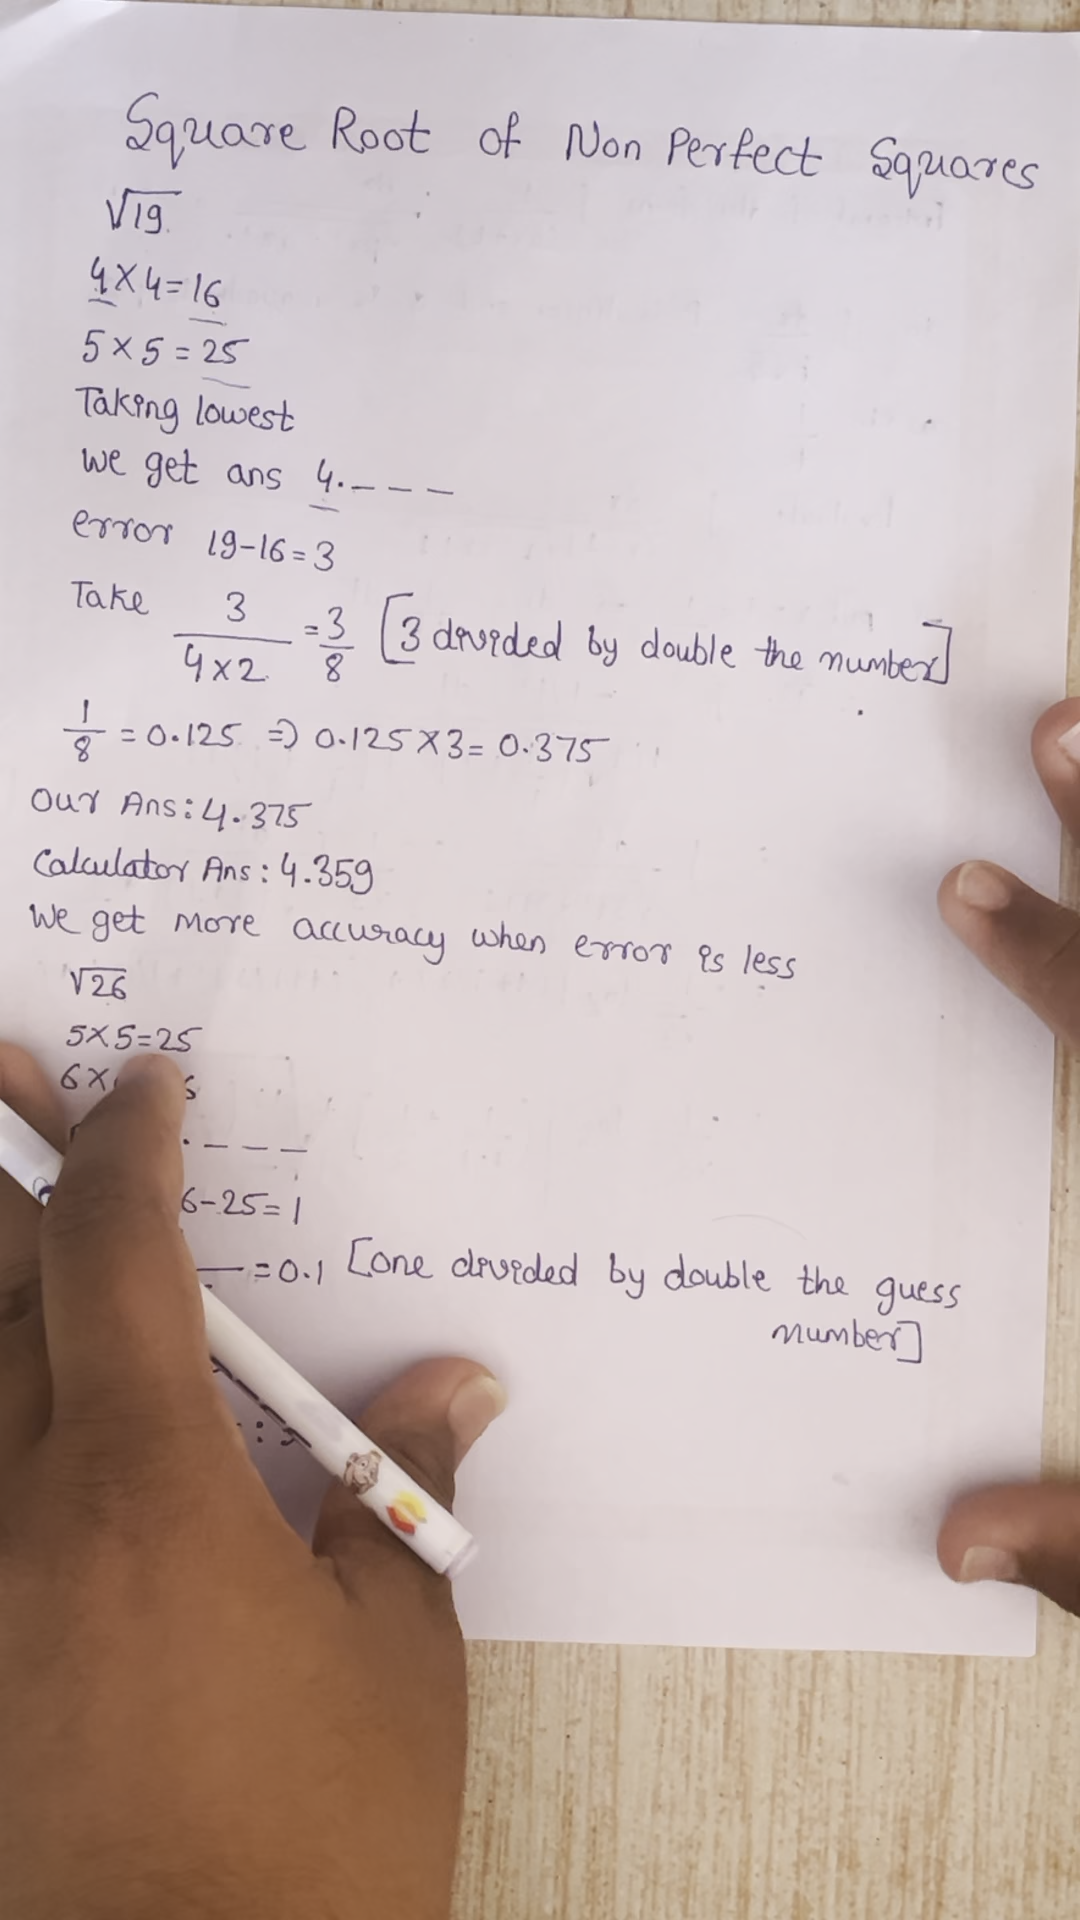 Square Root of Non Perfect Squares
√19
4×4=16
5×5=25
Taking lowest
we get ans 4.---
error 19-16=3
Take 3/4×2 =3/8 [3 divided by double the number]
1/8 =0.125 ⇒ 0.125×3=0.375
Our Ans:4.375
Calculator Ans:4.359
We get more accuracy when error is less
√26
5×5=25
6×
.---
6-25=1
=0.1 [one divided by double the guess
number]